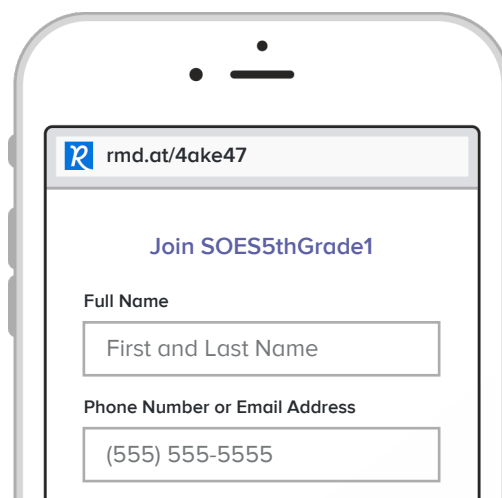 rmd.at/4ake47
Join SOES5thGrade1
Full Name
First and Last Name
Phone Number or Email Address
(555) 555-5555